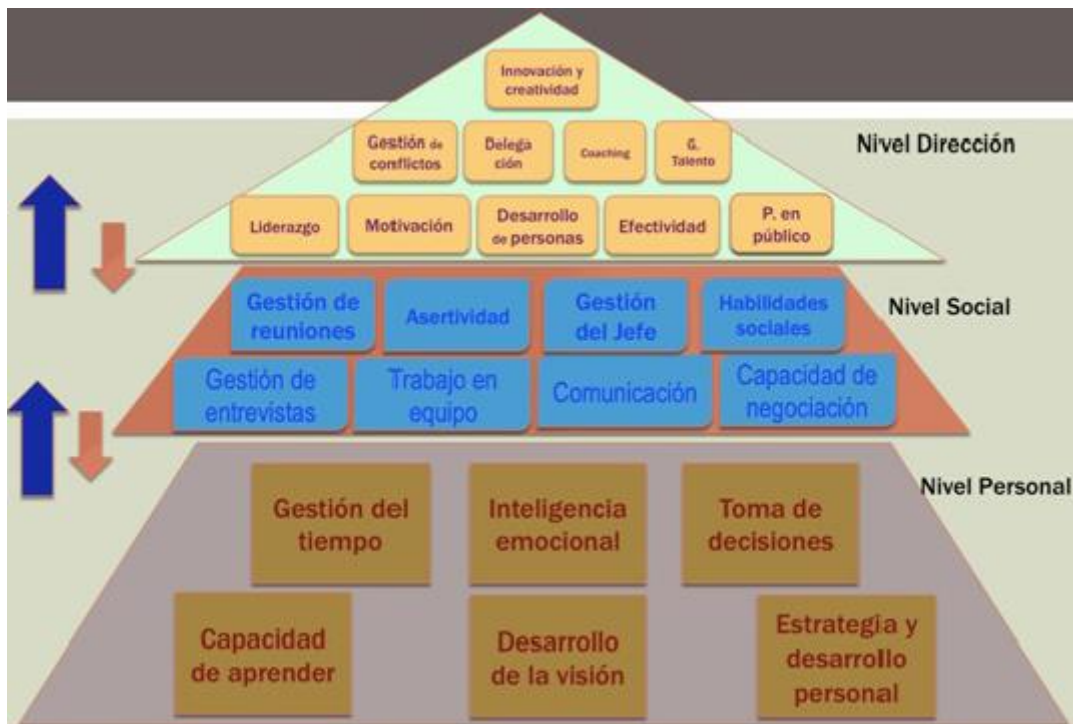 Innovación y
creatividad
Nivel Dirección
Gestión de
conflictos
Delega
ción
Coaching
G.
Talento
Liderazgo
Motivación
Desarrollo
de personas
Efectividad
P. en
público
Nivel Social
Gestión de
reuniones
Asertividad
Gestión
del Jefe
Habilidades
sociales
Gestión de
entrevistas
Trabajo en
equipo
Comunicación
Capacidad de
negociación
Nivel Personal
Gestión del
tiempo
Inteligencia
emocional
Toma de
decisiones
Capacidad
de aprender
Desarrollo
de la visión
Estrategia y
desarrollo
personal